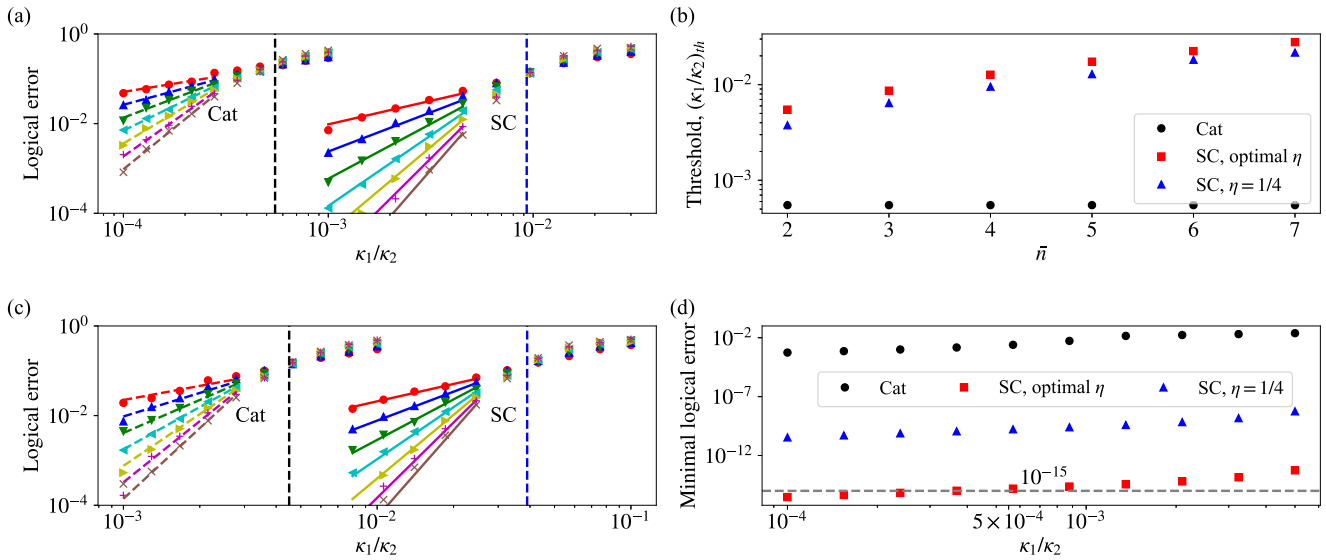 (a)
Logical error
10⁰
10⁻²
10⁻⁴
Cat
SC
10⁻⁴
10⁻³
10⁻²
κ₁/κ₂
(b)
Threshold, (κ₁/κ₂)ₜₕ
10⁻²
10⁻³
Cat
SC, optimal η
SC, η = 1/4
2
3
4
5
6
7
n̄
(c)
Logical error
10⁰
10⁻²
10⁻⁴
Cat
SC
10⁻³
10⁻²
10⁻¹
κ₁/κ₂
(d)
Minimal logical error
10⁻²
10⁻⁷
10⁻¹²
Cat
SC, optimal η
SC, η = 1/4
10⁻¹⁵
10⁻⁴
5 × 10⁻⁴
10⁻³
κ₁/κ₂